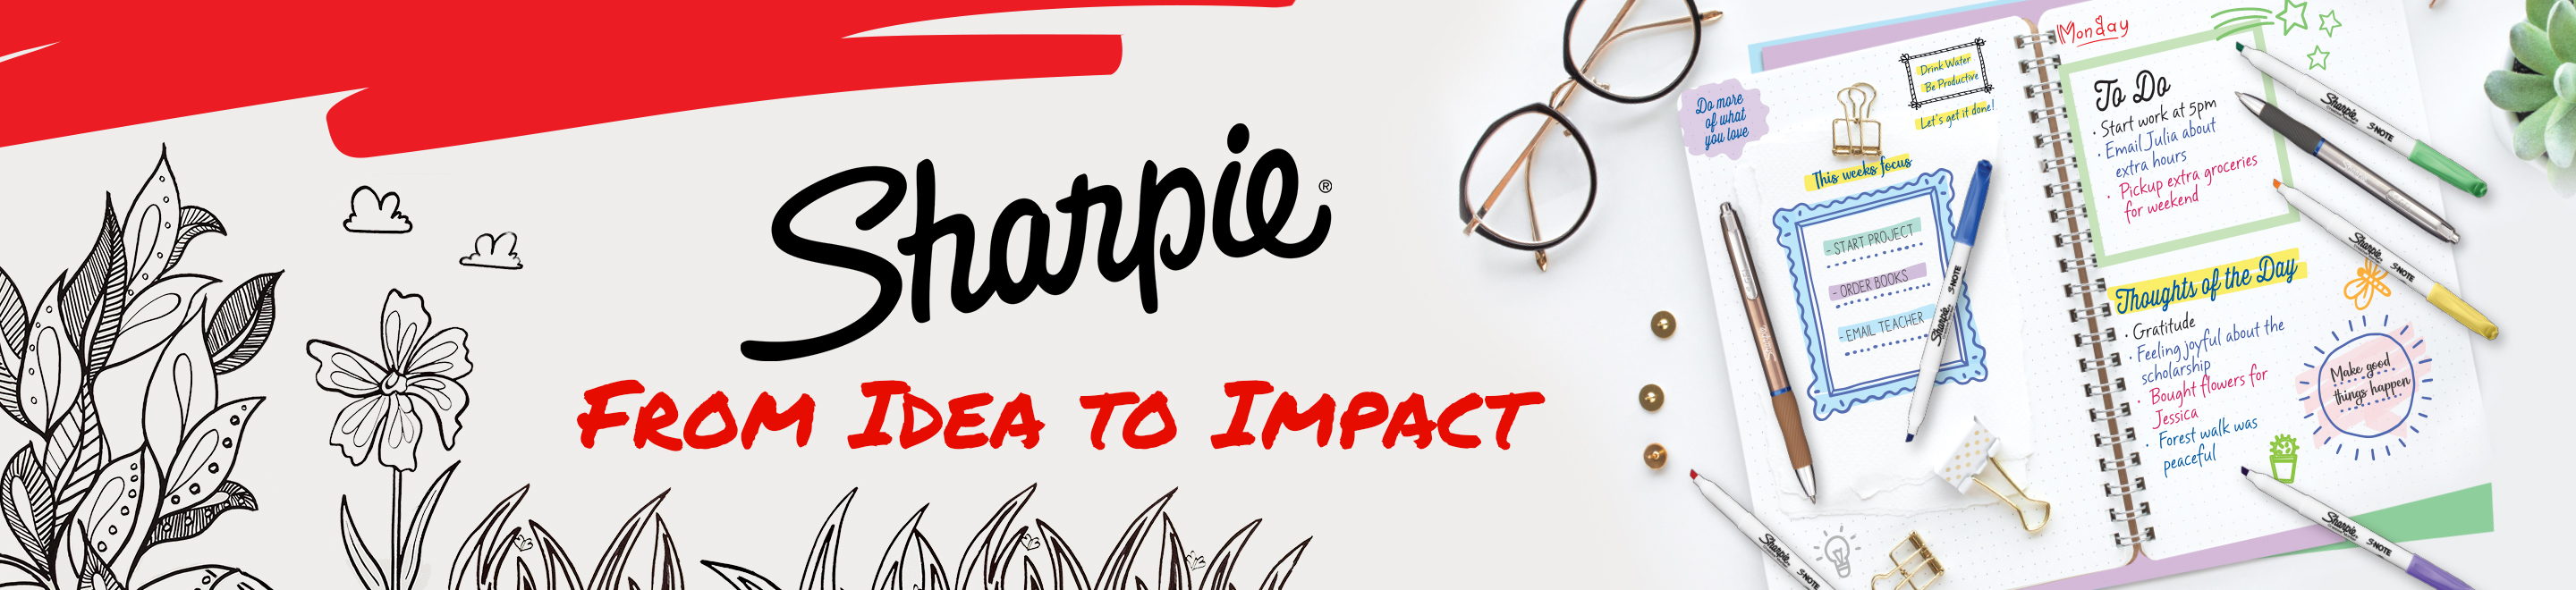 Sharpie®
From Idea to Impact
Do more
of what
you love
Drink Water
Be Productive
Let's get it done!
This weeks focus
- START PROJECT
- ORDER BOOKS
- EMAIL TEACHER
Sharpie S·NOTE
Sharpie S·NOTE
Monday
To Do
· Start work at 5pm
· Email Julia about
extra hours
· Pickup extra groceries
for weekend
Thoughts of the Day
· Gratitude
· Feeling joyful about the
scholarship
· Bought flowers for
Jessica
· Forest walk was
peaceful
Make good
things happen
Sharpie S·NOTE
Sharpie S·NOTE
Sharpie S·NOTE